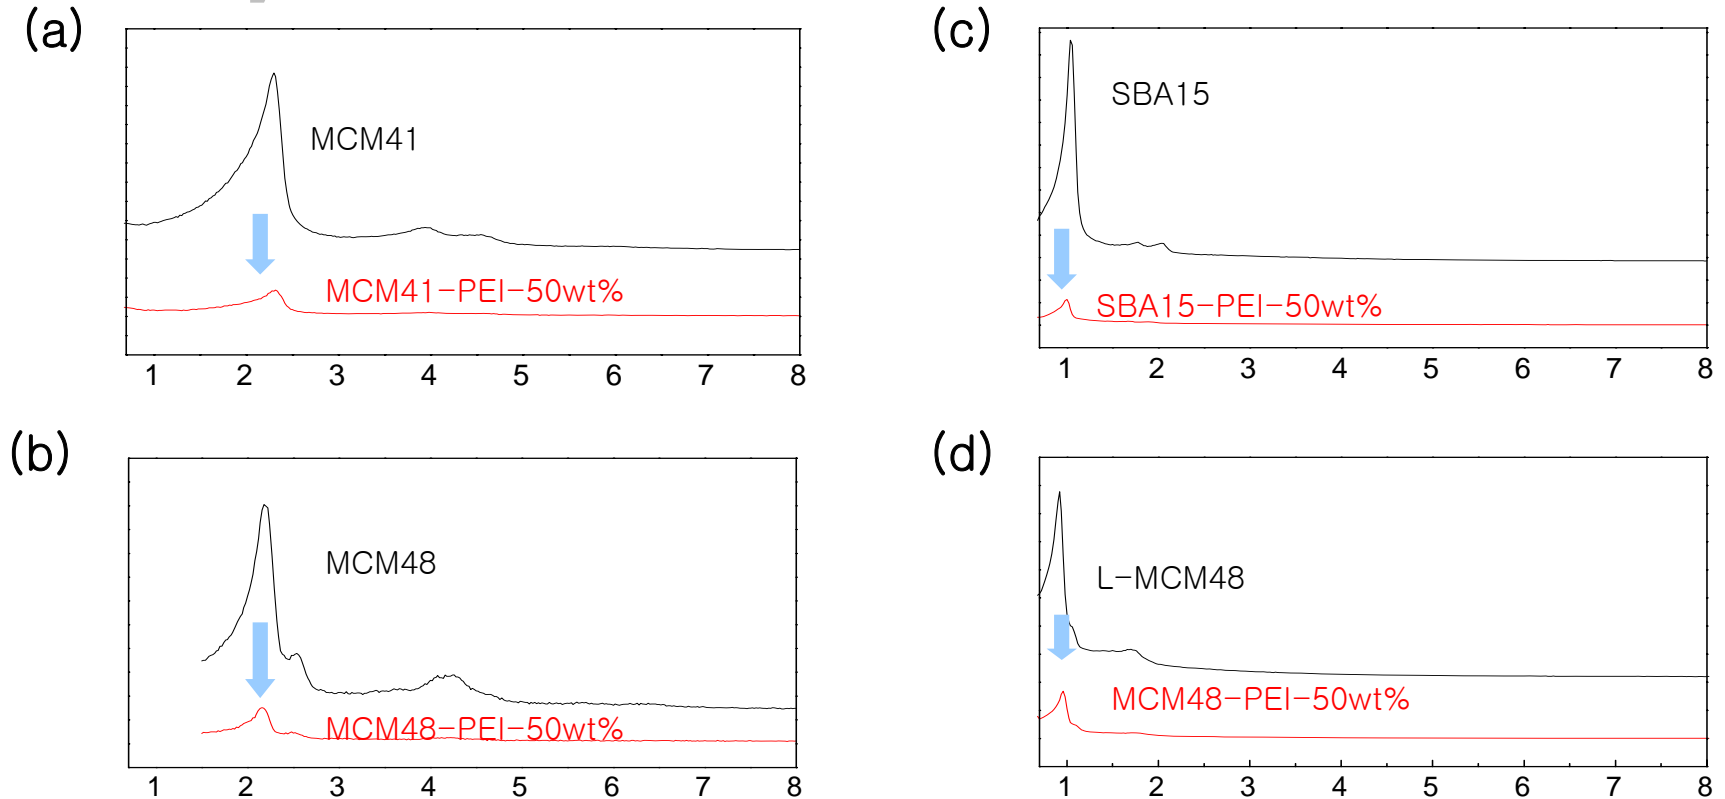 (a)
MCM41
MCM41-PEI-50wt%
1 2 3 4 5 6 7 8
(c)
SBA15
SBA15-PEI-50wt%
1 2 3 4 5 6 7 8
(b)
MCM48
MCM48-PEI-50wt%
1 2 3 4 5 6 7 8
(d)
L-MCM48
MCM48-PEI-50wt%
1 2 3 4 5 6 7 8